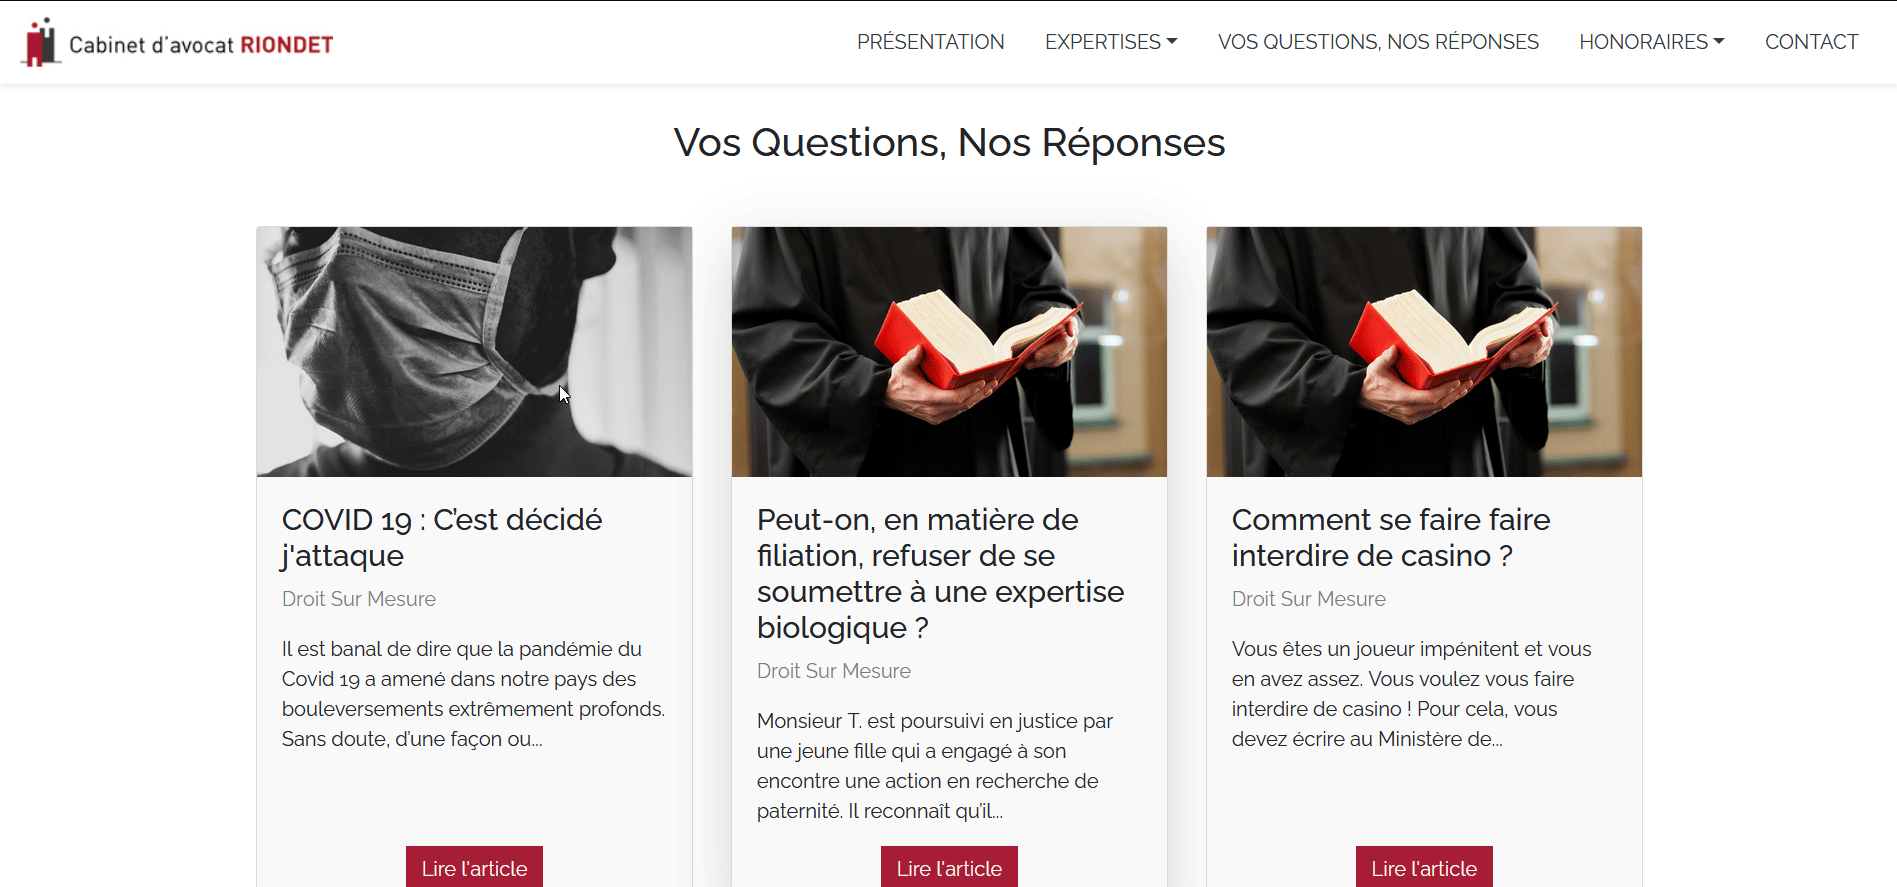 Cabinet d'avocat RIONDET
PRÉSENTATION
EXPERTISES
VOS QUESTIONS, NOS RÉPONSES
HONORAIRES
CONTACT
Vos Questions, Nos Réponses
COVID 19 : C’est décidé
j'attaque
Droit Sur Mesure
Il est banal de dire que la pandémie du
Covid 19 a amené dans notre pays des
bouleversements extrêmement profonds.
Sans doute, d’une façon ou...
Lire l'article
Peut-on, en matière de
filiation, refuser de se
soumettre à une expertise
biologique ?
Droit Sur Mesure
Monsieur T. est poursuivi en justice par
une jeune fille qui a engagé à son
encontre une action en recherche de
paternité. Il reconnaît qu’il...
Lire l'article
Comment se faire faire
interdire de casino ?
Droit Sur Mesure
Vous êtes un joueur impénitent et vous
en avez assez. Vous voulez vous faire
interdire de casino ! Pour cela, vous
devez écrire au Ministère de...
Lire l'article